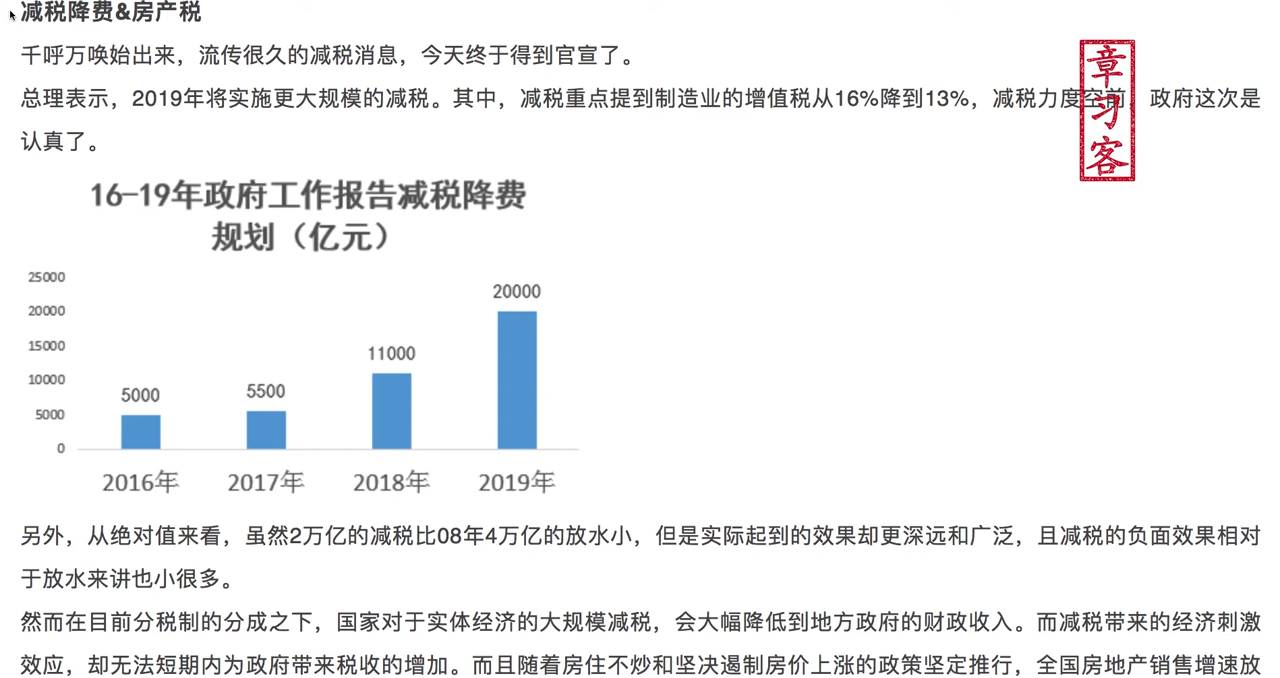 减税降费&房产税
千呼万唤始出来，流传很久的减税消息，今天终于得到官宣了。
总理表示，2019年将实施更大规模的减税。其中，减税重点提到制造业的增值税从16%降到13%，减税力度空前，政府这次是
认真了。
章习客
16-19年政府工作报告减税降费
规划（亿元）
25000
20000
15000
10000
5000
0
5000
5500
11000
20000
2016年
2017年
2018年
2019年
另外，从绝对值来看，虽然2万亿的减税比08年4万亿的放水小，但是实际起到的效果却更深远和广泛，且减税的负面效果相对
于放水来讲也小很多。
然而在目前分税制的分成之下，国家对于实体经济的大规模减税，会大幅降低到地方政府的财政收入。而减税带来的经济刺激
效应，却无法短期内为政府带来税收的增加。而且随着房住不炒和坚决遏制房价上涨的政策坚定推行，全国房地产销售增速放